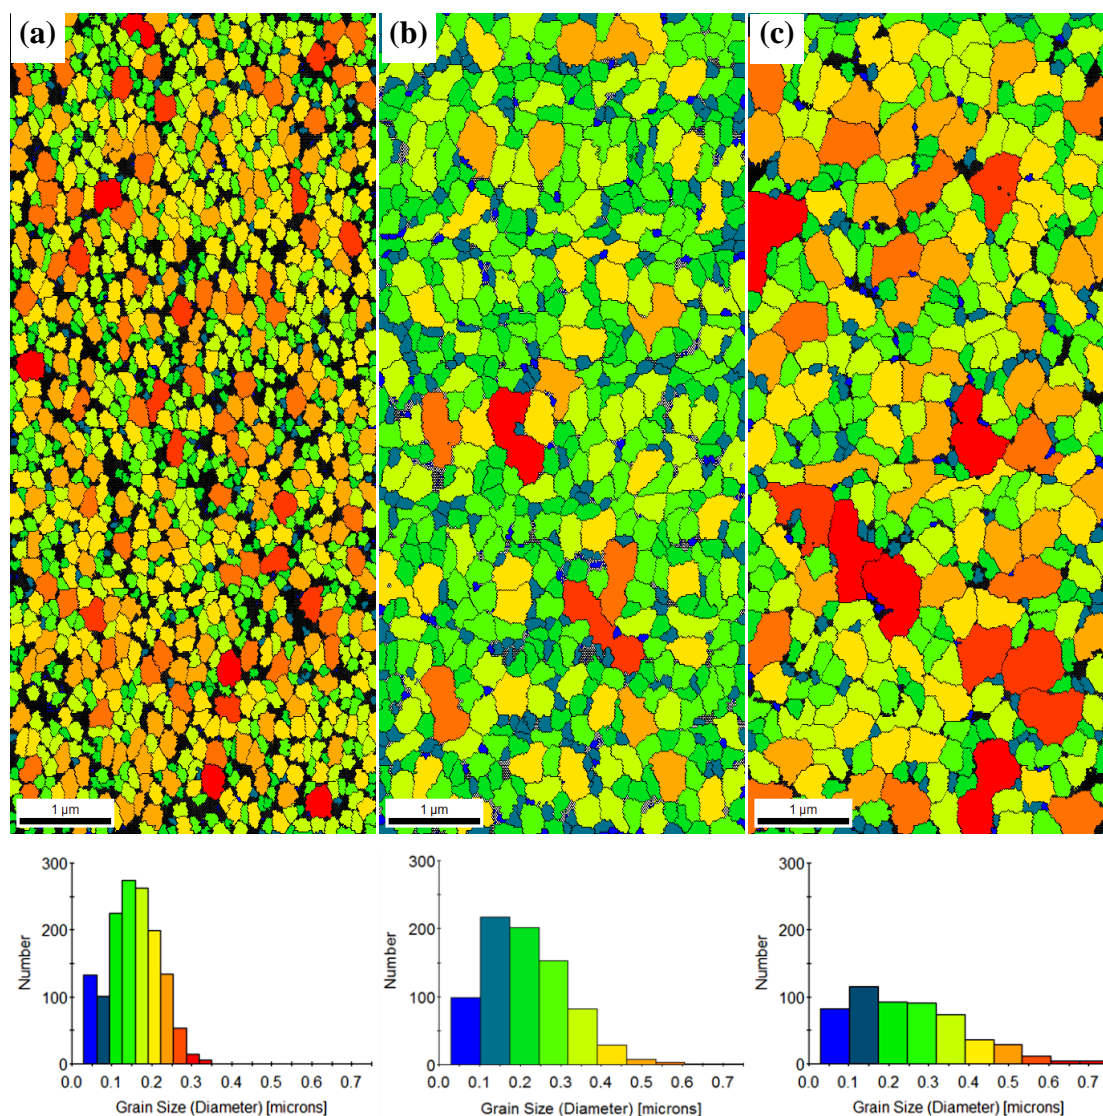 (a) (b) (c)
1 µm 1 µm 1 µm
300 300 300
200 200 200
100 100 100
0 0 0
Number Number Number
0.0 0.1 0.2 0.3 0.4 0.5 0.6 0.7 0.0 0.1 0.2 0.3 0.4 0.5 0.6 0.7 0.0 0.1 0.2 0.3 0.4 0.5 0.6 0.7
Grain Size (Diameter) [microns] Grain Size (Diameter) [microns] Grain Size (Diameter) [microns]